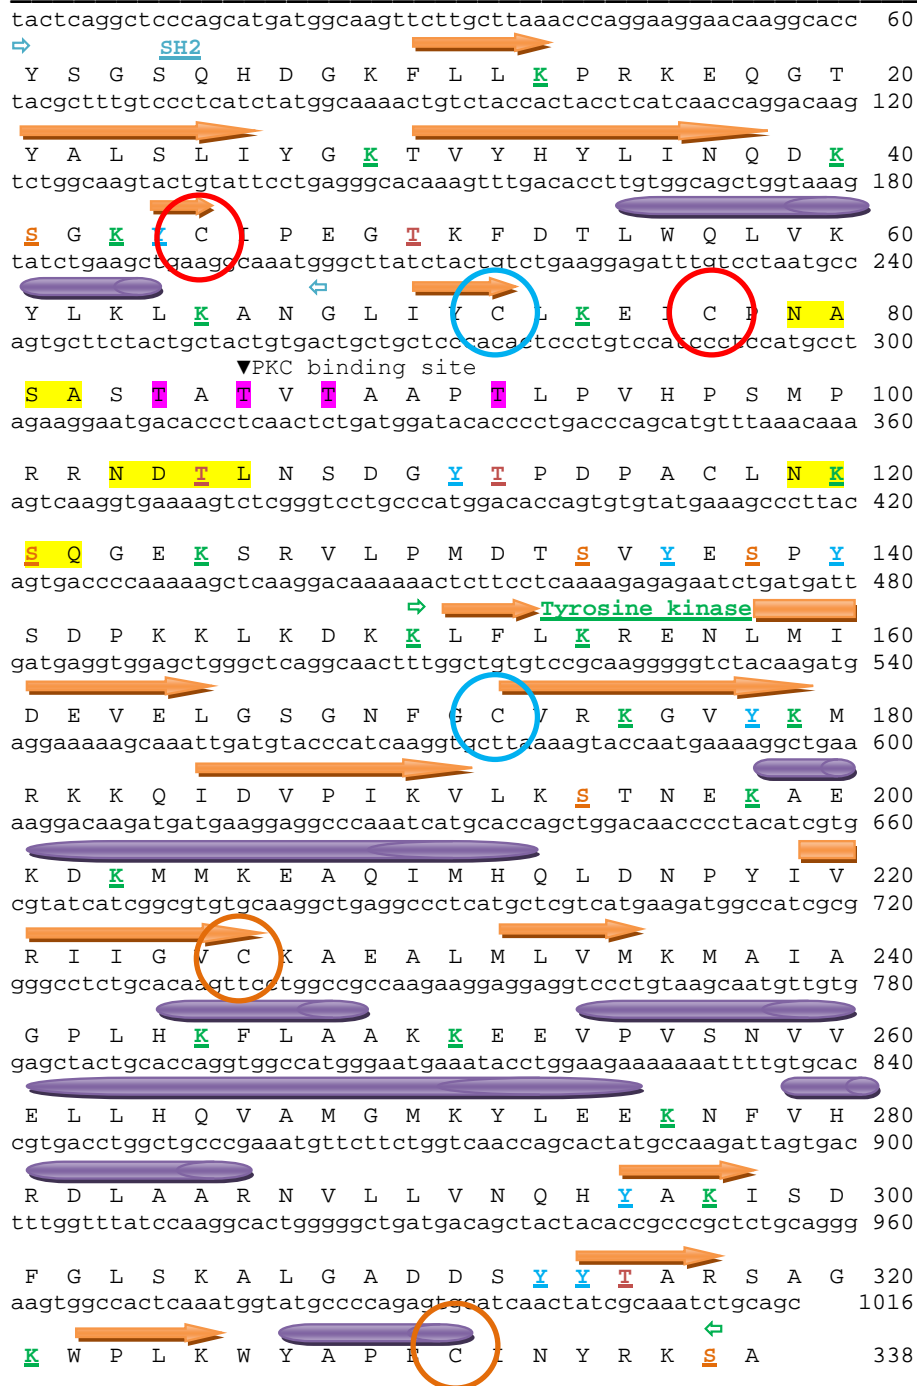 tactcaggctcccagcatgatggcaagttcttgcttaaacccaggaaggaacaaggcacc 60
⇨ SH2
Y S G S Q H D G K F L L K P R K E Q G T 20
tacgctttgtccctcatctatggcaaaactgtctaccactacctcatcaaccaggacaag 120
Y A L S L I Y G K T V Y H Y L I N Q D K 40
tctggcaagtactgtattcctgagggcacaaagtttgacaccttgtggcagctggtaaag 180
S G K Y C I P E G T K F D T L W Q L V K 60
tatctgaagctgaaggcaaatgggcttatctactgtctgaaggagatttgtcctaatgcc 240
⇦
Y L K L K A N G L I Y C L K E I C P N A 80
agtgcttctactgctactgtgactgctgctcccacactccctgtccatccctccatgcct 300
▼PKC binding site
S A S T A T V T A A P T L P V H P S M P 100
agaaggaatgacaccctcaactctgatggatacacccctgacccagcatgtttaaacaaa 360
R R N D T L N S D G Y T P D P A C L N K 120
agtcaaggtgaaaagtctcgggtcctgcccatggacaccagtgtgtatgaaagcccttac 420
S Q G E K S R V L P M D T S V Y E S P Y 140
agtgaccccaaaaagctcaaggacaaaaaactcttcctcaaaagagagaatctgatgatt 480
⇨ Tyrosine kinase
S D P K K L K D K K L F L K R E N L M I 160
gatgaggtggagctgggctcaggcaactttggctgtgtccgcaagggggtctacaagatg 540
D E V E L G S G N F G C V R K G V Y K M 180
aggaaaaagcaaattgatgtacccatcaaggtgcttaaaagtaccaatgaaaaggctgaa 600
R K K Q I D V P I K V L K S T N E K A E 200
aaggacaagatgatgaaggaggcccaaatcatgcaccagctggacaacccctacatcgtg 660
K D K M M K E A Q I M H Q L D N P Y I V 220
cgtatcatcggcgtgtgcaaggctgaggccctcatgctcgtcatgaagatggccatcgcg 720
R I I G V C K A E A L M L V M K M A I A 240
gggcctctgcacaagttcctggccgccaagaaggaggaggtccctgtaagcaatgttgtg 780
G P L H K F L A A K K E E V P V S N V V 260
gagctactgcaccaggtggccatgggaatgaaatacctggaagaaaaaaattttgtgcac 840
E L L H Q V A M G M K Y L E E K N F V H 280
cgtgacctggctgcccgaaatgttcttctggtcaaccagcactatgccaagattagtgac 900
R D L A A R N V L L V N Q H Y A K I S D 300
tttggtttatccaaggcactgggggctgatgacagctactacaccgcccgctctgcaggg 960
F G L S K A L G A D D S Y Y T A R S A G 320
aagtggccactcaaatggtatgccccagagtgcatcaactatcgcaaatctgcagc 1016
⇦
K W P L K W Y A P E C I N Y R K S A 338